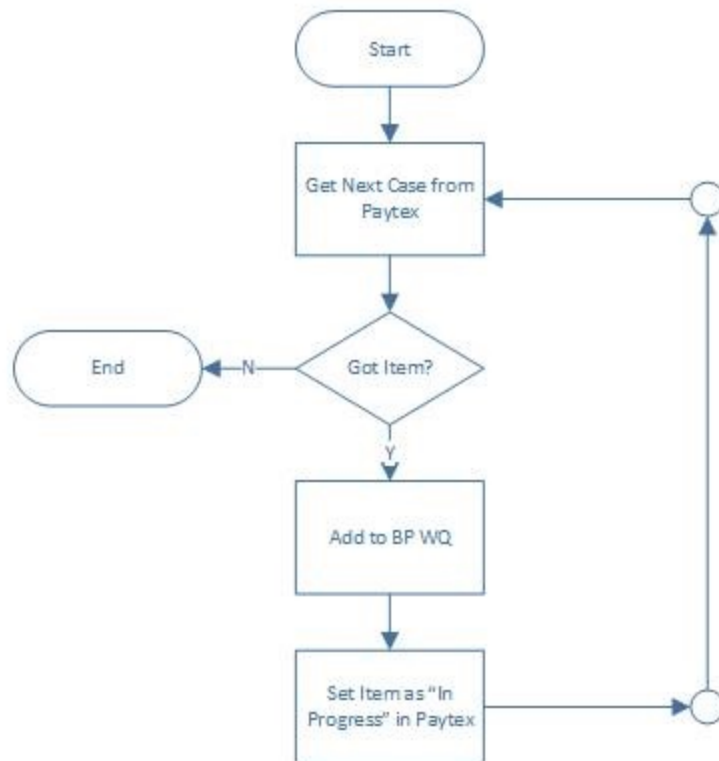 Start
Get Next Case from
Paytex
Got Item?
N
End
Y
Add to BP WQ
Set Item as “In
Progress” in Paytex